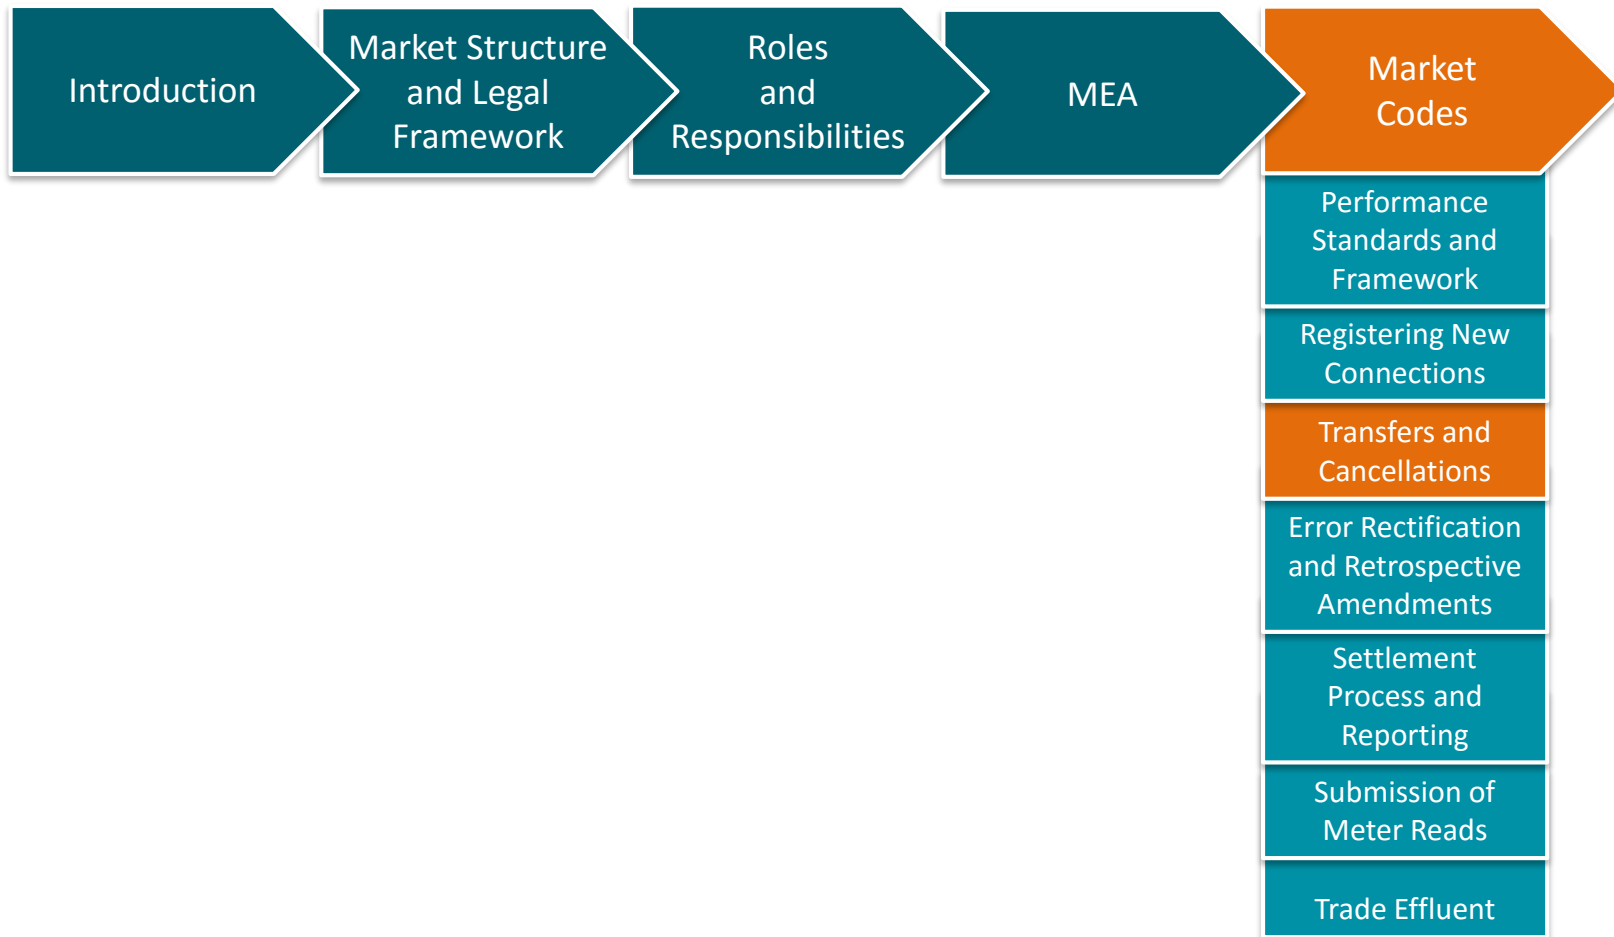 Introduction
Market Structure
and Legal
Framework
Roles
and
Responsibilities
MEA
Market
Codes
Performance
Standards and
Framework
Registering New
Connections
Transfers and
Cancellations
Error Rectification
and Retrospective
Amendments
Settlement
Process and
Reporting
Submission of
Meter Reads
Trade Effluent